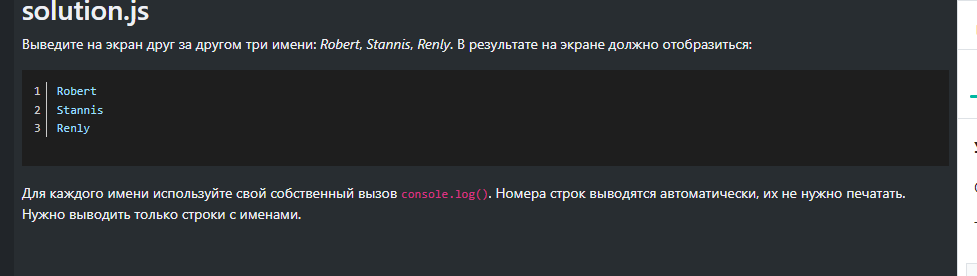 solution.js
Выведите на экран друг за другом три имени: Robert, Stannis, Renly. В результате на экране должно отобразиться:
1 Robert
2 Stannis
3 Renly
Для каждого имени используйте свой собственный вызов console.log(). Номера строк выводятся автоматически, их не нужно печатать.
Нужно выводить только строки с именами.